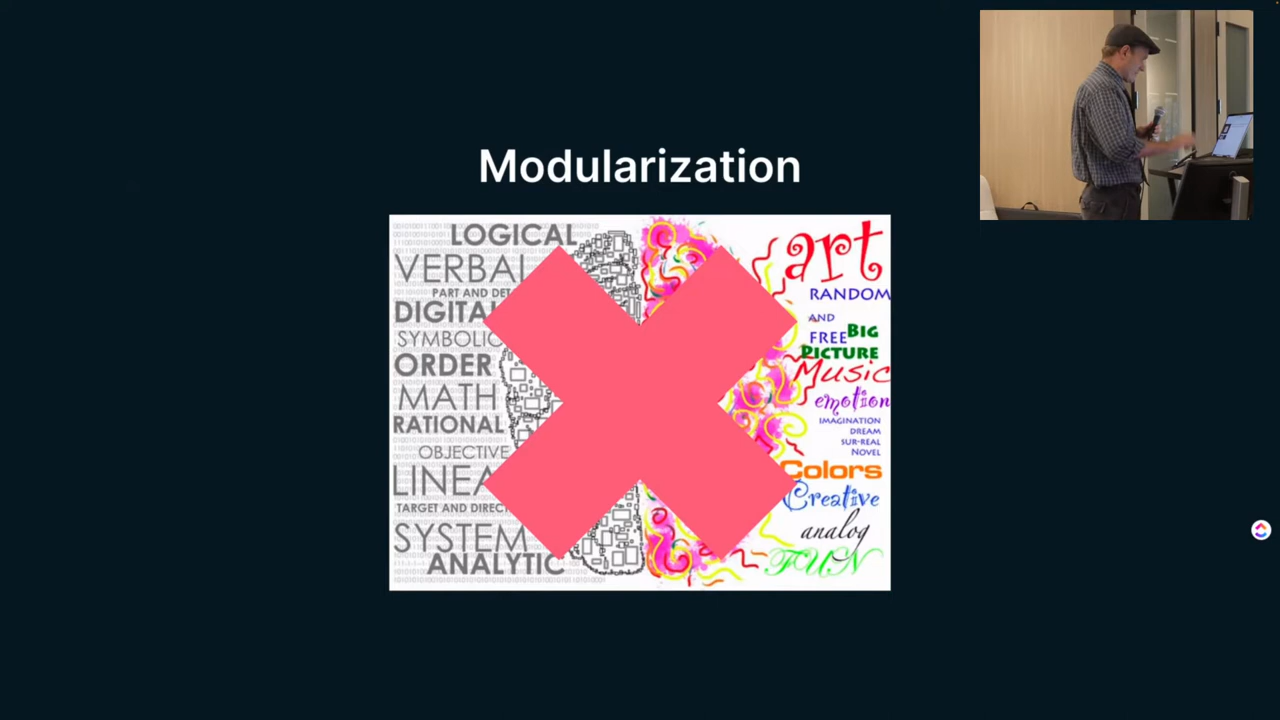 Modularization
LOGICAL
VERBAL
PART AND DET
DIGITAL
SYMBOLIC
ORDER
MATH
RATIONAL
OBJECTIVE
LINEA
TARGET AND DIRECT
SYSTEM
ANALYTIC
art
RANDOM
AND
FREE BIG
PICTURE
Music
emotion
IMAGINATION
DREAM
SUR-REAL
NOVEL
Colors
Creative
analog
FUN